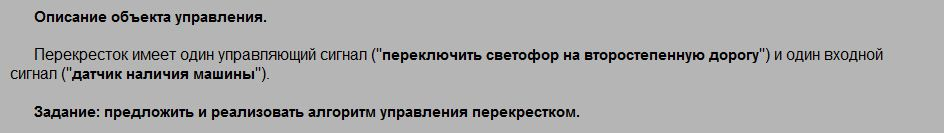 Описание объекта управления.
Перекресток имеет один управляющий сигнал ("переключить светофор на второстепенную дорогу") и один входной
сигнал ("датчик наличия машины").
Задание: предложить и реализовать алгоритм управления перекрестком.